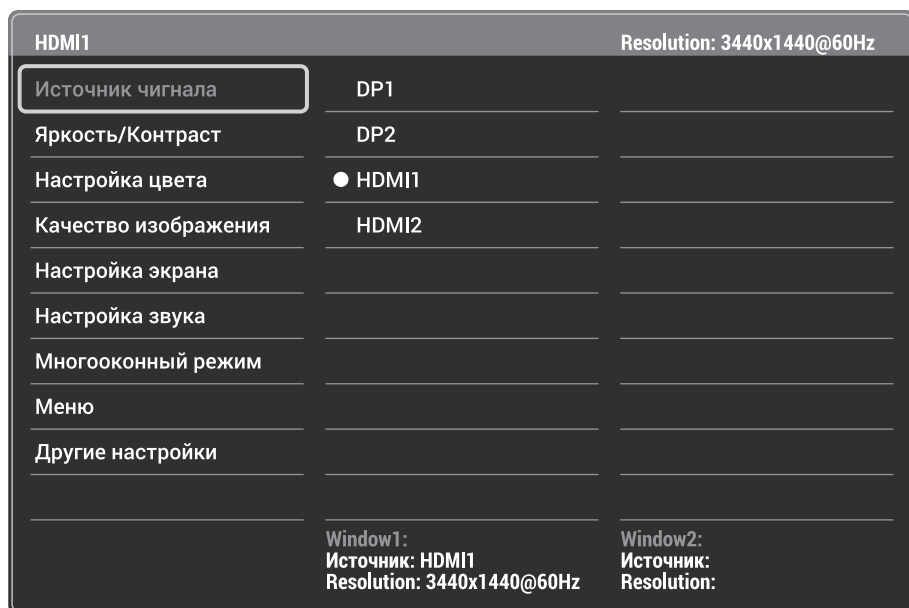 HDMI1 Resolution: 3440x1440@60Hz
Источник чигнала DP1
Яркость/Контраст DP2
Настройка цвета HDMI1
Качество изображения HDMI2
Настройка экрана
Настройка звука
Многооконный режим
Меню
Другие настройки
Window1: Window2:
Источник: HDMI1 Источник:
Resolution: 3440x1440@60Hz Resolution: